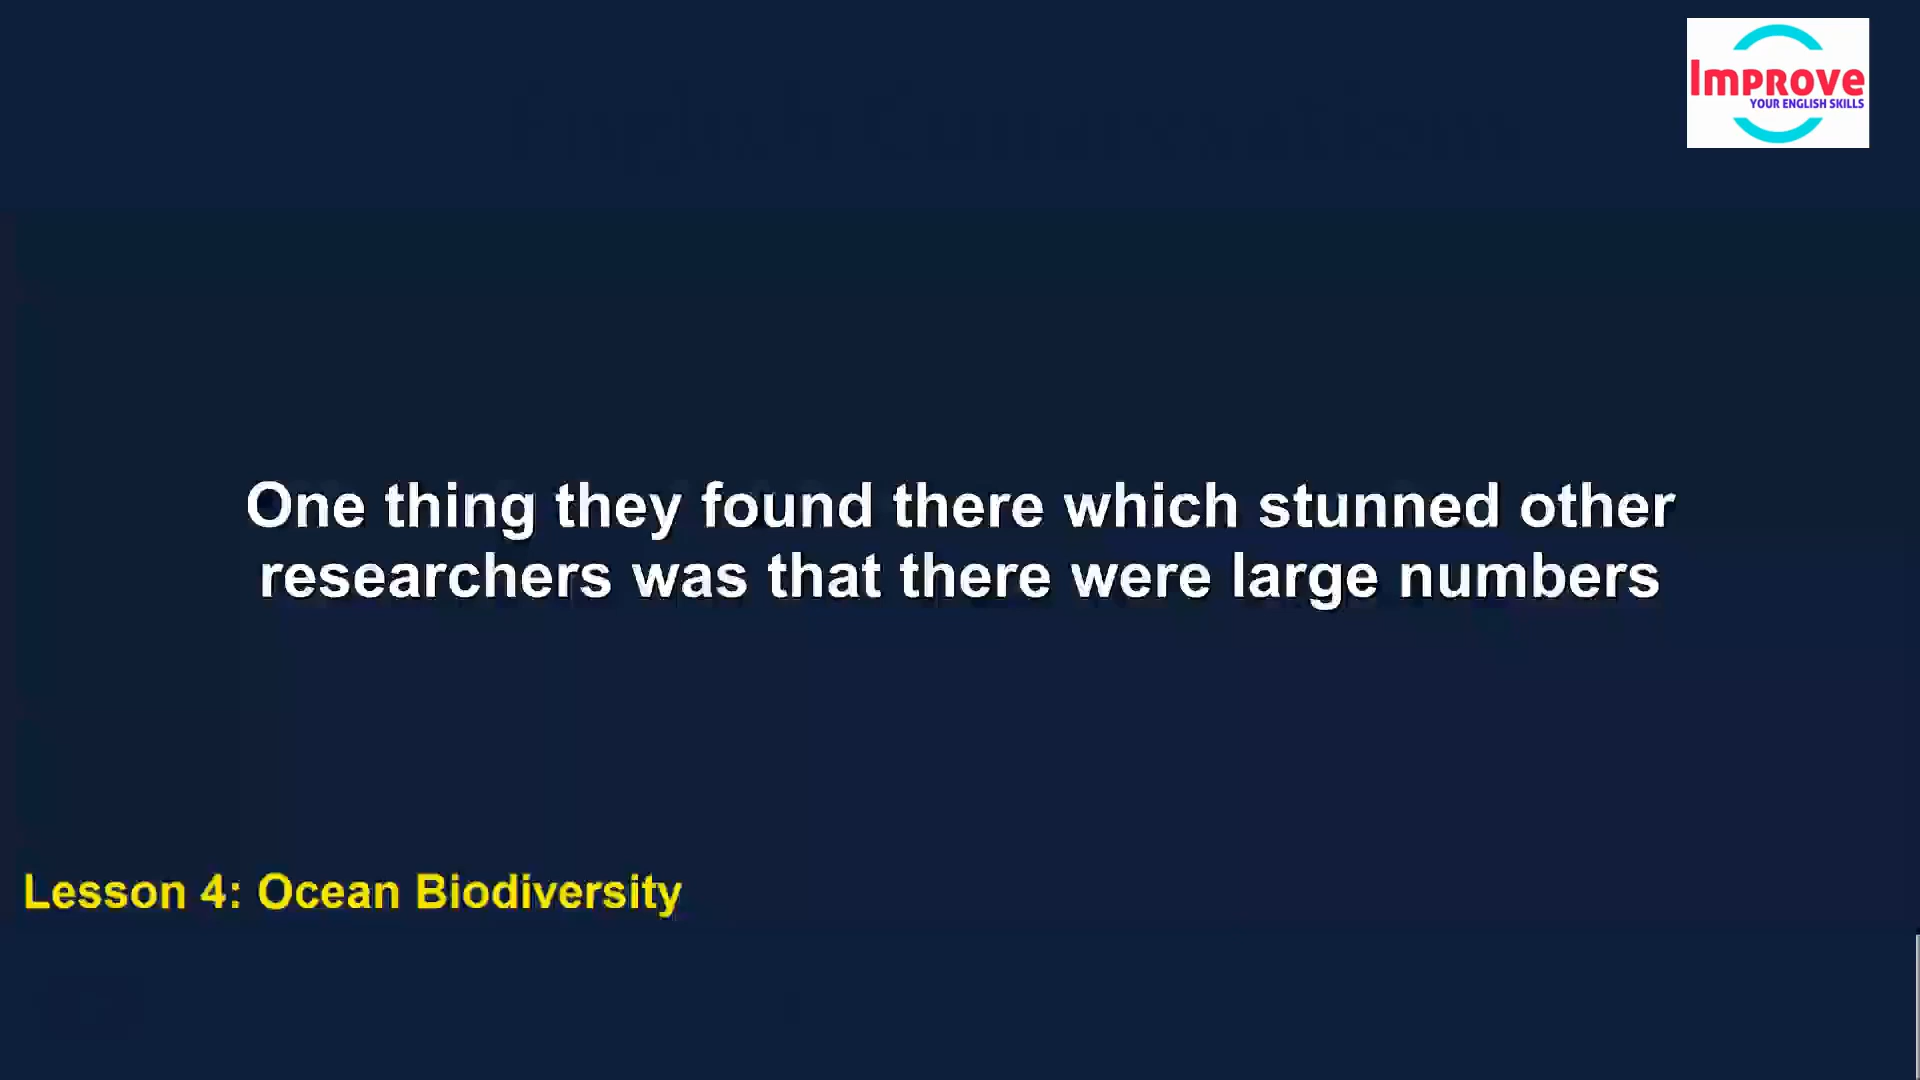 Improve
YOUR ENGLISH SKILLS
One thing they found there which stunned other
researchers was that there were large numbers
Lesson 4: Ocean Biodiversity